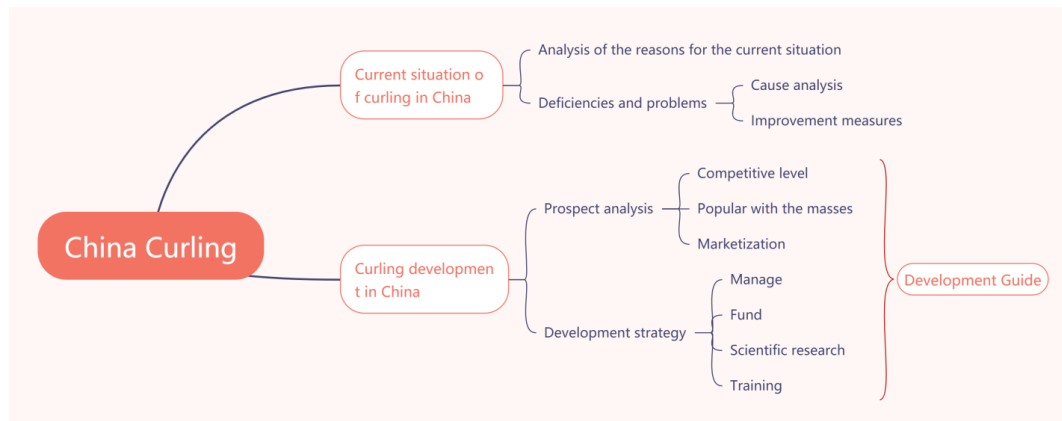 China Curling
Current situation o
f curling in China
Analysis of the reasons for the current situation
Deficiencies and problems
Cause analysis
Improvement measures
Curling developmen
t in China
Prospect analysis
Competitive level
Popular with the masses
Marketization
Development strategy
Manage
Fund
Scientific research
Training
Development Guide